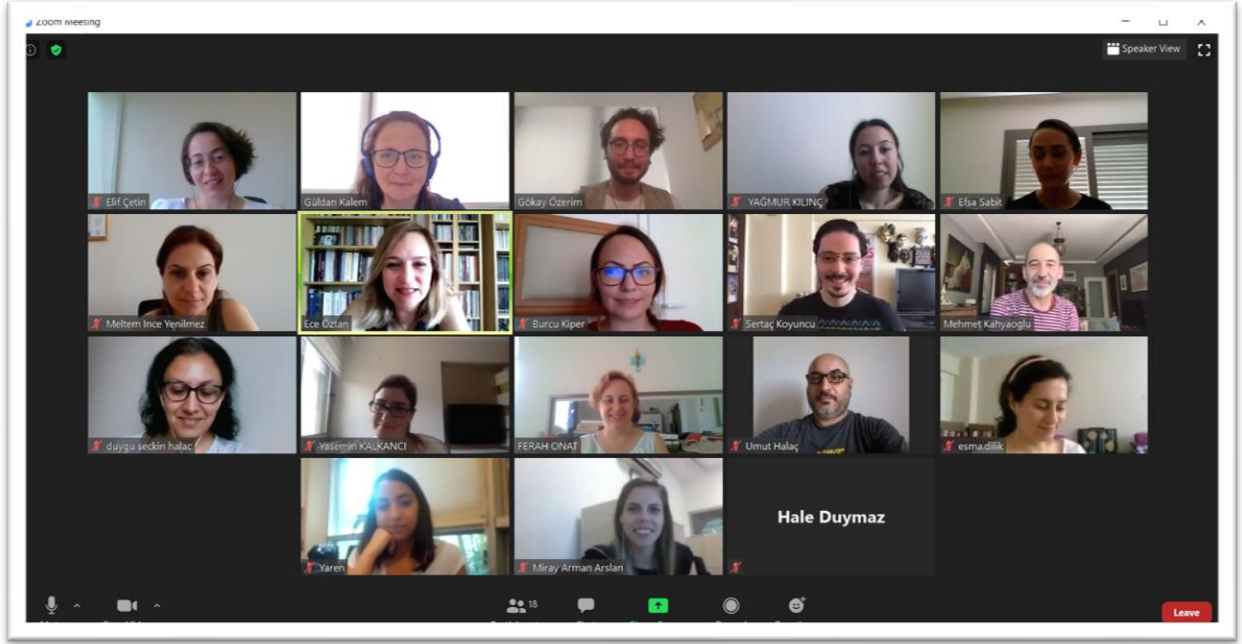 Zoom Meeting
Speaker View
Elif Çetin
Güldan Kalem
Gökay Özerim
YAĞMUR KILINÇ
Efsa Sabit
Meltem Ince Yenilmez
Ece Öztan
Burcu Kiper
Sertaç Koyuncu
Mehmet Kahyaoglu
duygu seckin halac
Yasemin KALKANCI
FERAH ONAT
Umut Halaç
esma.dilik
Yaren
Miray Arman Arslan
Hale Duymaz
18
Leave